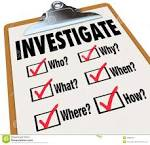 INVESTIGATE
Who? Why?
What? When?
Where? How?